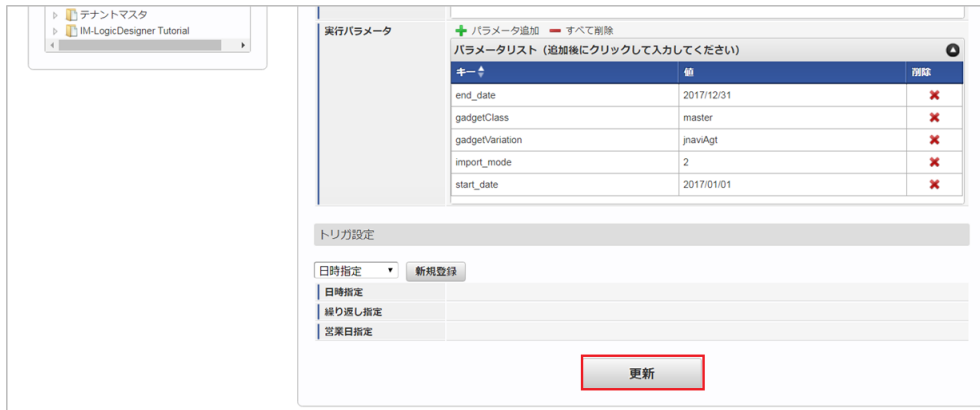 テナントマスタ
IM-LogicDesigner Tutorial
実行パラメータ
パラメータ追加 すべて削除
パラメータリスト（追加後にクリックして入力してください）
キー 値 削除
end_date 2017/12/31
gadgetClass master
gadgetVariation jnaviAgt
import_mode 2
start_date 2017/01/01
トリガ設定
日時指定 新規登録
日時指定
繰り返し指定
営業日指定
更新